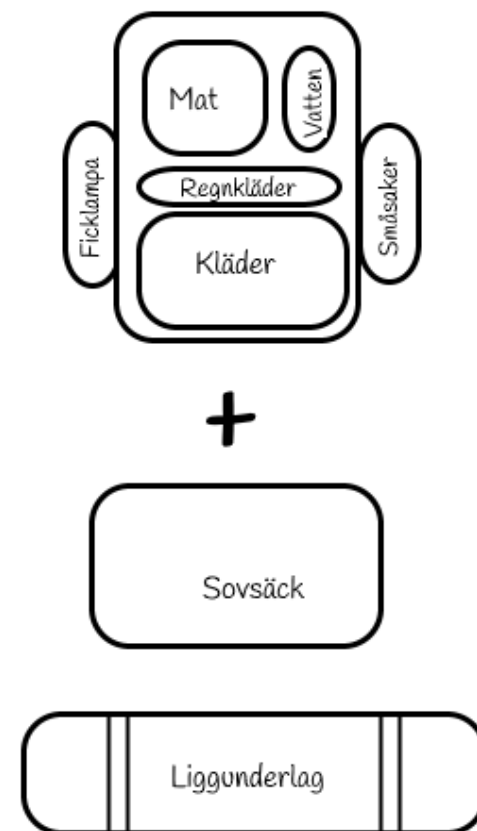 Mat
Vatten
Regnkläder
Ficklampa
Småsaker
Kläder
+
Sovsäck
Liggunderlag